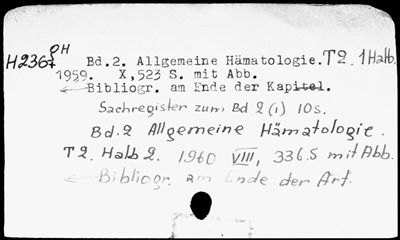 H2367 OH Bd.2. Allgemeine Hämatologie. T2. 1Halb.
1959. X,523 S. mit Abb.
← Bibliogr. am Ende der Kapitel.
Sachregister zum Bd 2(1) 10s.
Bd.2 Allgemeine Hämatologie.
T2. Halb 2. 1960 VIII, 336.S mit Abb.
← Bibliogr. am Ende der Art.